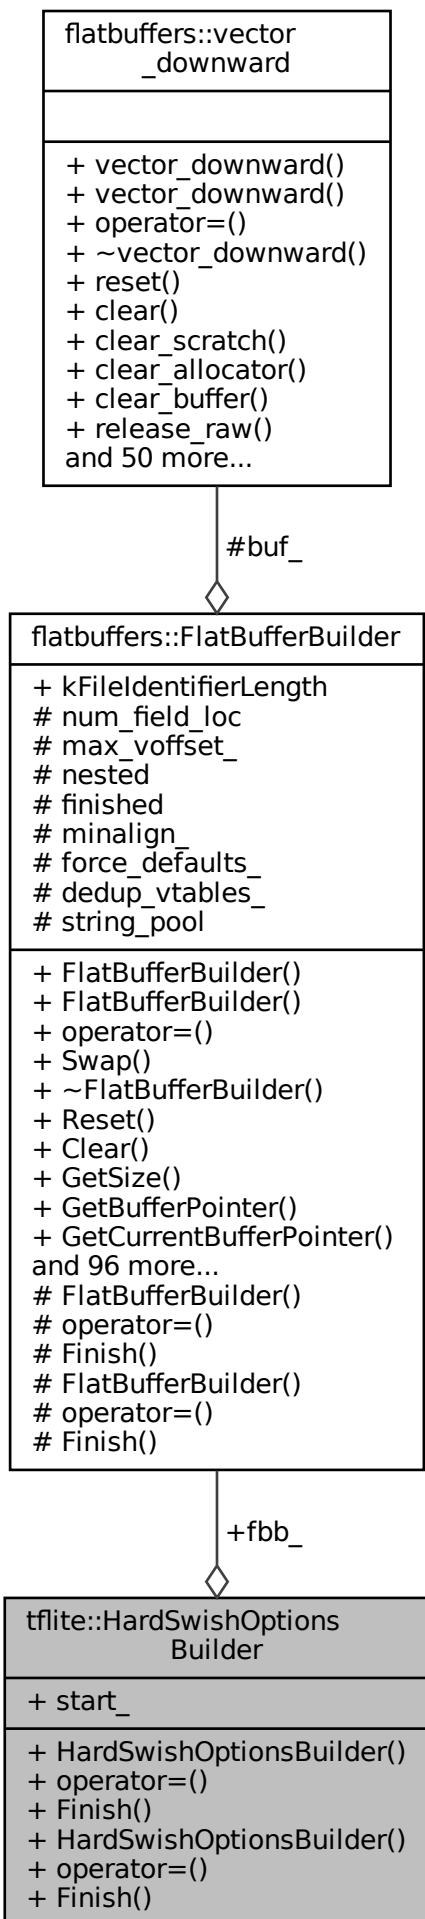 flatbuffers::vector
_downward
+ vector_downward()
+ vector_downward()
+ operator=()
+ ~vector_downward()
+ reset()
+ clear()
+ clear_scratch()
+ clear_allocator()
+ clear_buffer()
+ release_raw()
and 50 more...
#buf_
flatbuffers::FlatBufferBuilder
+ kFileIdentifierLength
# num_field_loc
# max_voffset_
# nested
# finished
# minalign_
# force_defaults_
# dedup_vtables_
# string_pool
+ FlatBufferBuilder()
+ FlatBufferBuilder()
+ operator=()
+ Swap()
+ ~FlatBufferBuilder()
+ Reset()
+ Clear()
+ GetSize()
+ GetBufferPointer()
+ GetCurrentBufferPointer()
and 96 more...
# FlatBufferBuilder()
# operator=()
# Finish()
# FlatBufferBuilder()
# operator=()
# Finish()
+fbb_
tflite::HardSwishOptions
Builder
+ start_
+ HardSwishOptionsBuilder()
+ operator=()
+ Finish()
+ HardSwishOptionsBuilder()
+ operator=()
+ Finish()